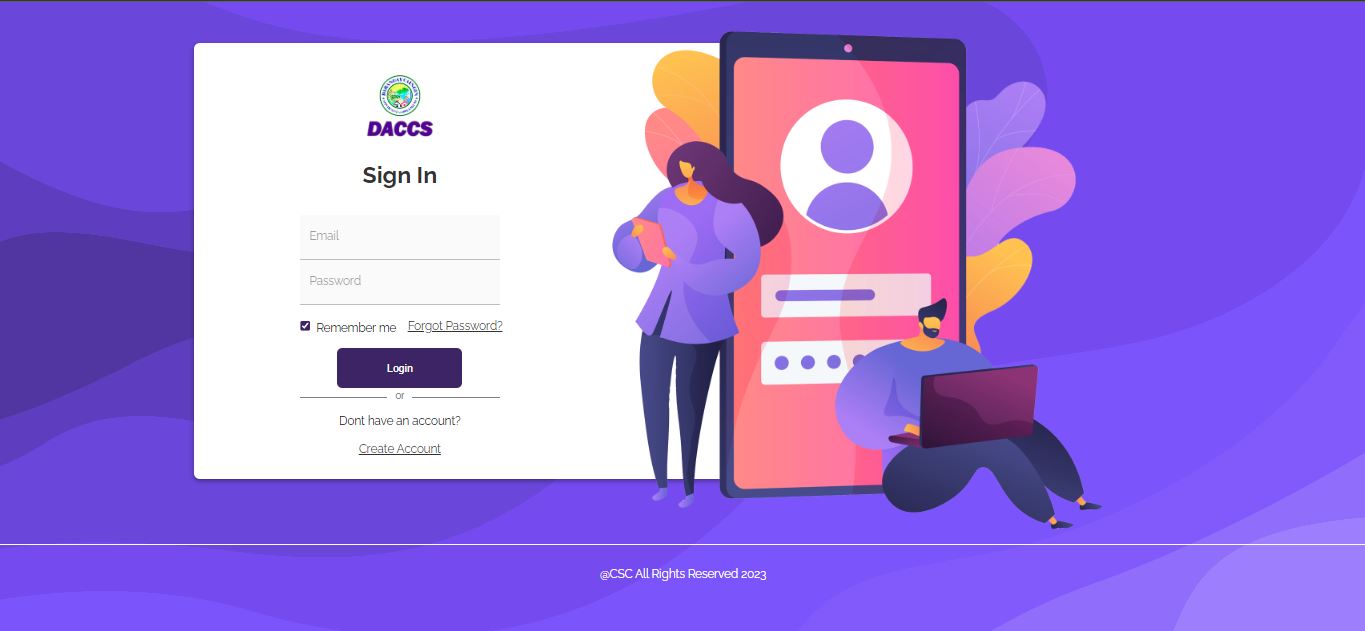 DACCS
Sign In
Email
Password
Remember me Forgot Password?
Login
or
Dont have an account?
Create Account
@CSC All Rights Reserved 2023